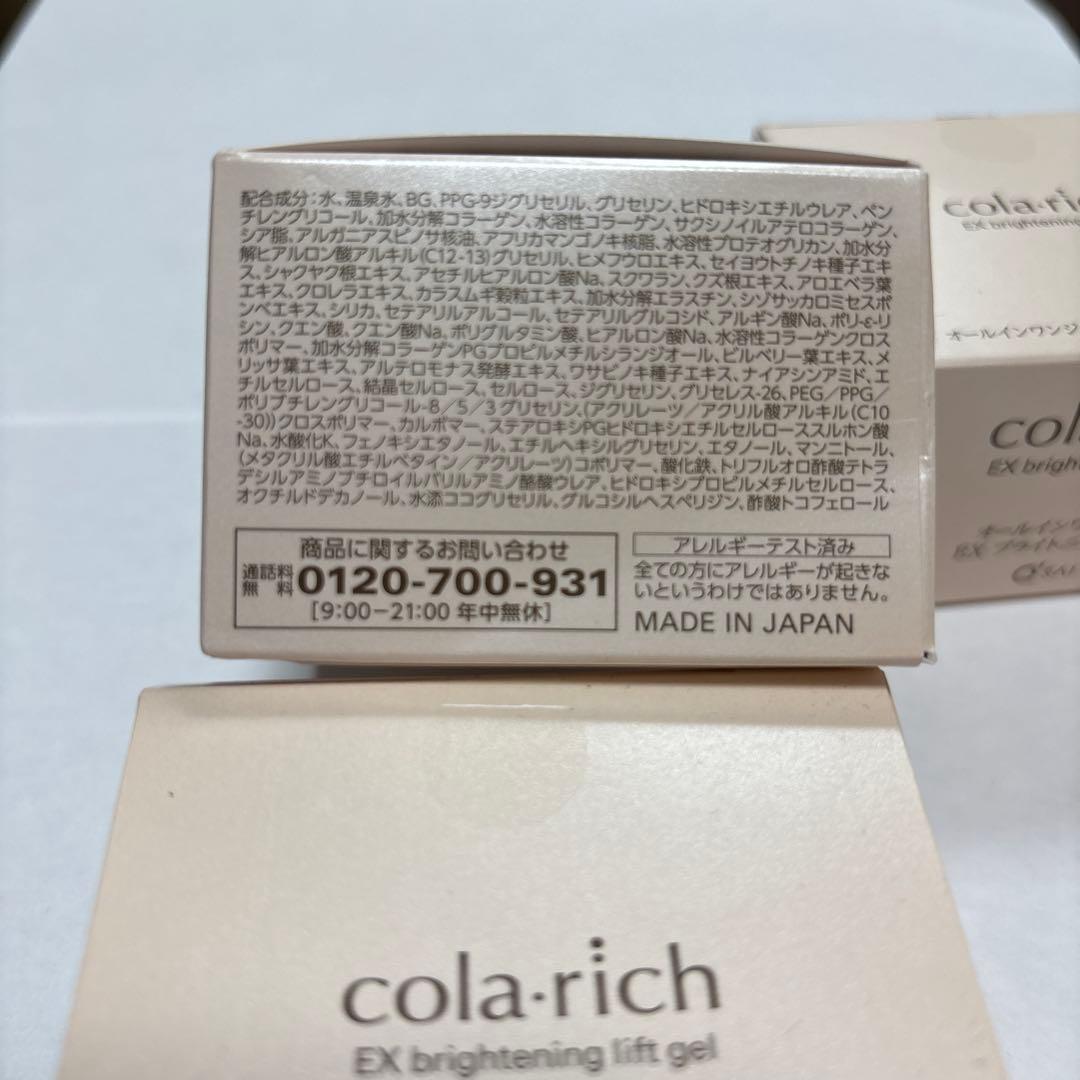 配合成分:水、温泉水、BG、PPG-9ジグリセリル、グリセリン、ヒドロキシエチルウレア、ペン
チレングリコール、加水分解コラーゲン、水溶性コラーゲン、サクシノイルアテロコラーゲン、
シア脂、アルガニアスピノサ核油、アフリカマンゴノキ核脂、水溶性プロテオグリカン、加水分
解ヒアルロン酸アルキル(C12-13)グリセリル、ヒメフウロエキス、セイヨウトチノキ種子エキ
ス、シャクヤク根エキス、アセチルヒアルロン酸Na、スクワラン、クズ根エキス、アロエベラ葉
エキス、クロレラエキス、カラスムギ穀粒エキス、加水分解エラスチン、シゾサッカロミセスポ
ンベエキス、シリカ、セテアリルアルコール、セテアリルグルコシド、アルギン酸Na、ポリ-ε-リ
シン、クエン酸、クエン酸Na、ポリグルタミン酸、ヒアルロン酸Na、水溶性コラーゲンクロス
ポリマー、加水分解コラーゲンPGプロピルメチルシランジオール、ビルベリー葉エキス、メ
リッサ葉エキス、アルテロモナス発酵エキス、ワサビノキ種子エキス、ナイアシンアミド、エ
チルセルロース、結晶セルロース、セルロース、ジグリセリン、グリセレス-26、PEG/PPG/
ポリブチレングリコール-8/5/3グリセリン、(アクリレーツ/アクリル酸アルキル(C10
-30))クロスポリマー、カルボマー、ステアロキシPGヒドロキシエチルセルローススルホン酸
Na、水酸化K、フェノキシエタノール、エチルヘキシルグリセリン、エタノール、マンニトール、
(メタクリル酸エチルベタイン/アクリレーツ)コポリマー、酸化鉄、トリフルオロ酢酸テトラ
デシルアミノブチロイルバリルアミノ酪酸ウレア、ヒドロキシプロピルメチルセルロース、
オクチルドデカノール、水添ココグリセリル、グルコシルヘスペリジン、酢酸トコフェロール
商品に関するお問い合わせ
通話料無料 0120-700-931
[9:00−21:00 年中無休]
アレルギーテスト済み
全ての方にアレルギーが起きな
いというわけではありません。
MADE IN JAPAN
cola·rich
EX brightening
オールインワンジ
col
EX brigh
オールインワ
EX ブライトニ
cola·rich
EX brightening lift gel